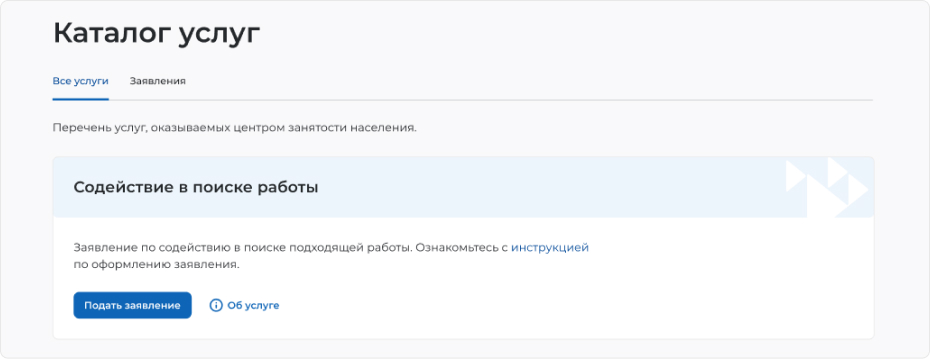 Каталог услуг
Все услуги
Заявления
Перечень услуг, оказываемых центром занятости населения.
Содействие в поиске работы
Заявление по содействию в поиске подходящей работы. Ознакомьтесь с инструкцией
по оформлению заявления.
Подать заявление
Об услуге